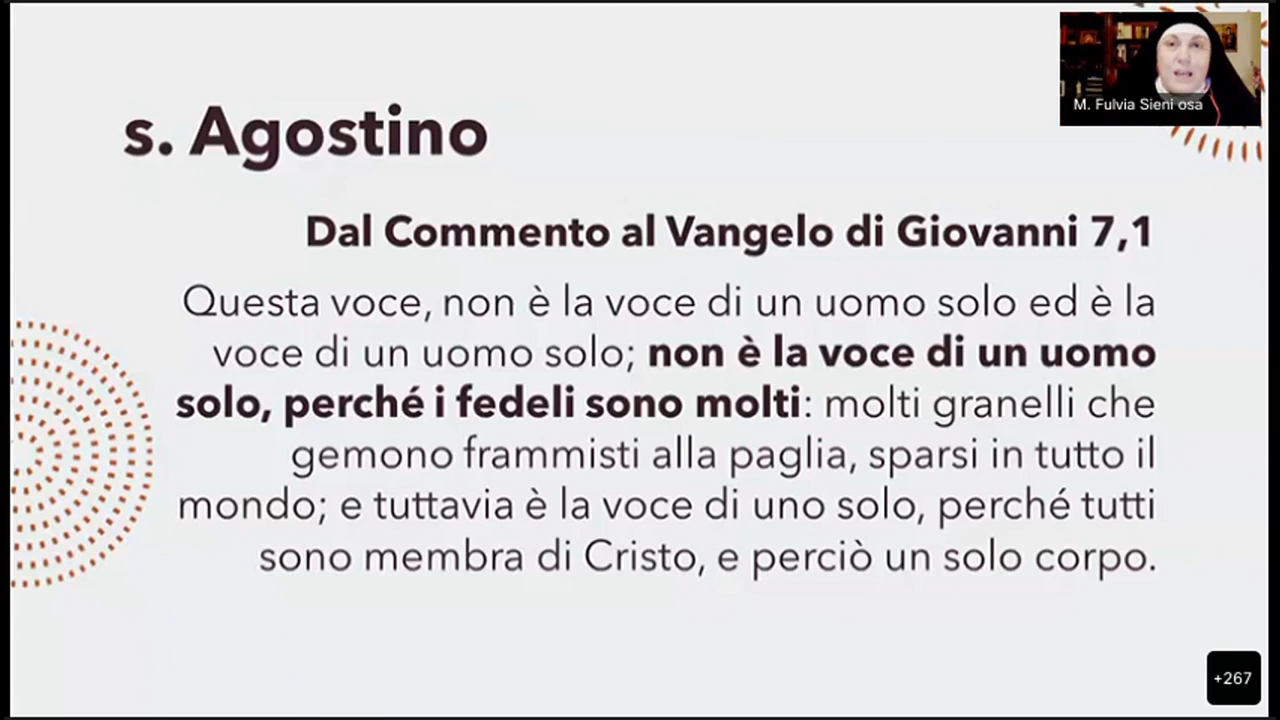 M. Fulvia Sieni osa
s. Agostino
Dal Commento al Vangelo di Giovanni 7,1
Questa voce, non è la voce di un uomo solo ed è la
voce di un uomo solo; non è la voce di un uomo
solo, perché i fedeli sono molti: molti granelli che
gemono frammisti alla paglia, sparsi in tutto il
mondo; e tuttavia è la voce di uno solo, perché tutti
sono membra di Cristo, e perciò un solo corpo.
+267